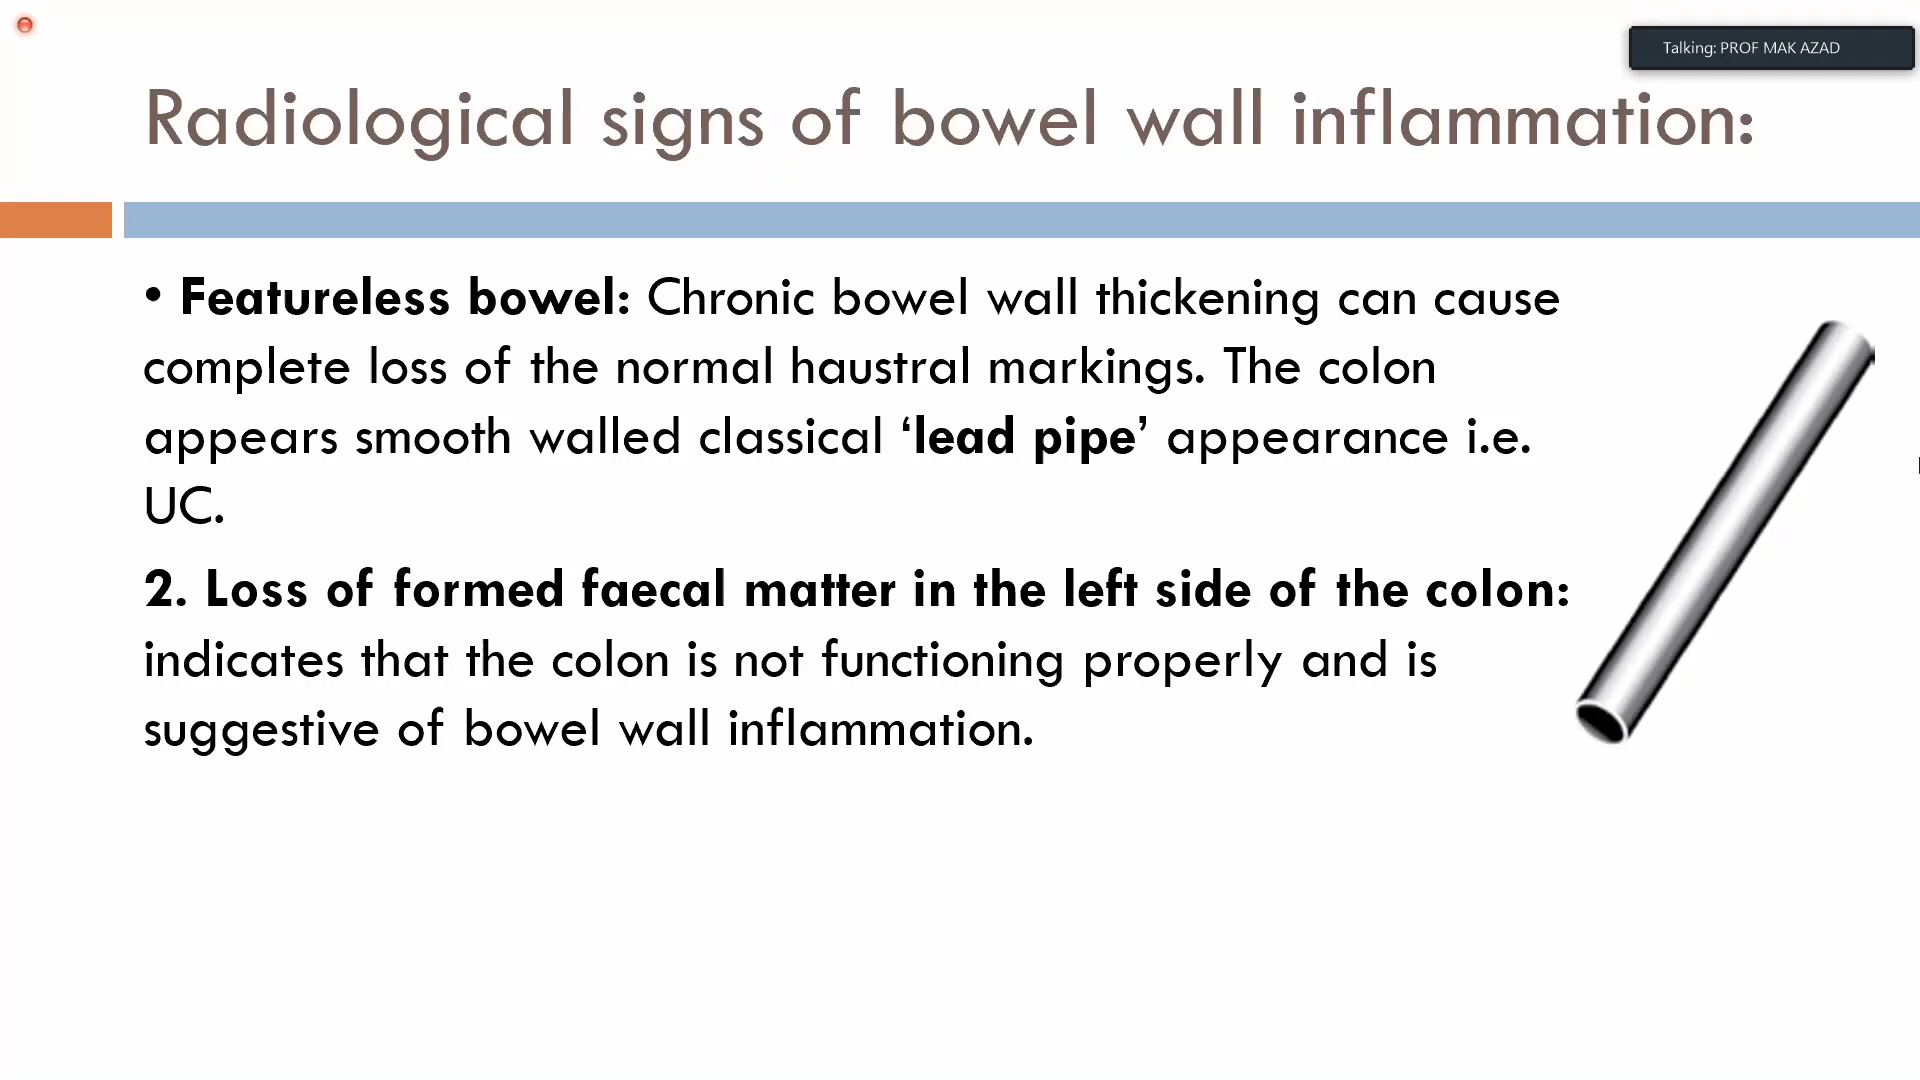 Talking: PROF MAK AZAD
Radiological signs of bowel wall inflammation:
• Featureless bowel: Chronic bowel wall thickening can cause
complete loss of the normal haustral markings. The colon
appears smooth walled classical ‘lead pipe’ appearance i.e.
UC.
2. Loss of formed faecal matter in the left side of the colon:
indicates that the colon is not functioning properly and is
suggestive of bowel wall inflammation.